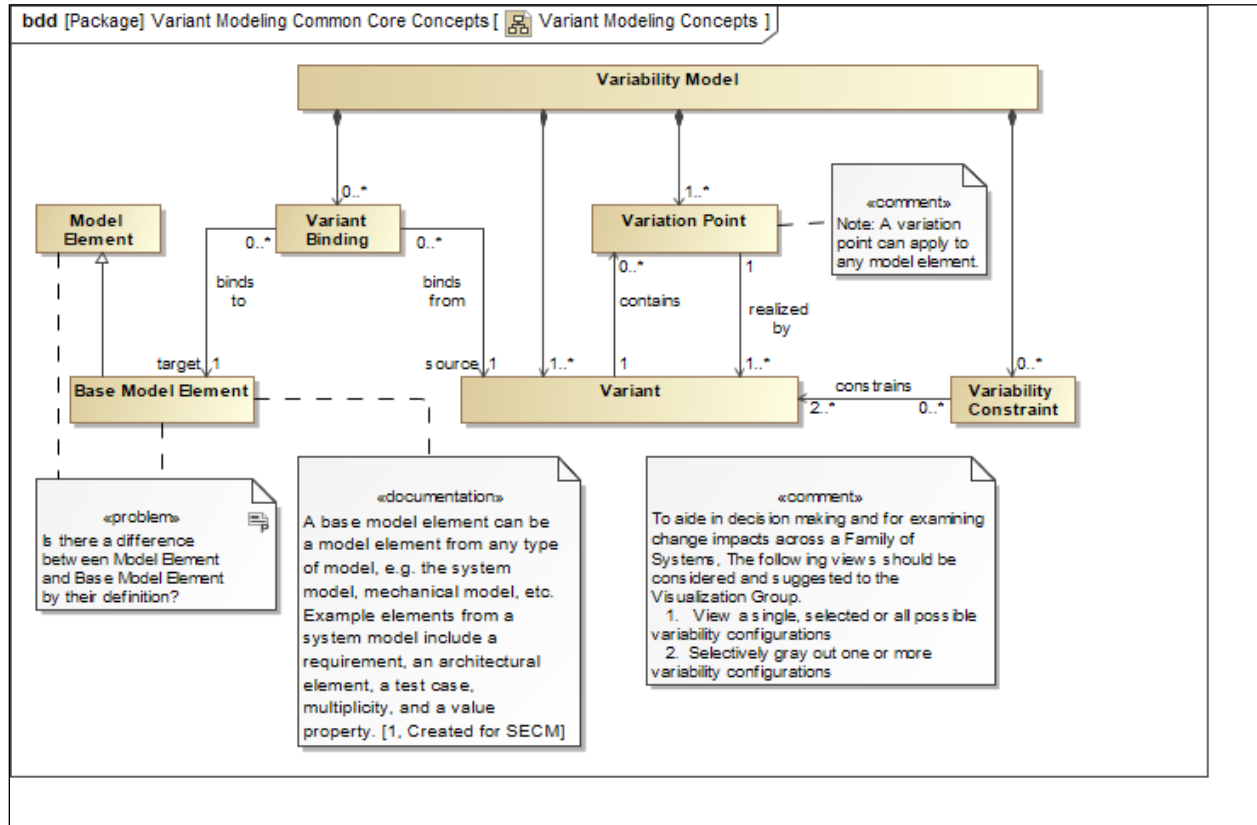 bdd [Package] Variant Modeling Common Core Concepts [ Variant Modeling Concepts ]
Variability Model
0..*
1..*
«comment»
Note: A variation
point can apply to
any model element.
Model
Element
Variant
Binding
Variation Point
0..*
0..*
0..*
1
binds
to
binds
from
contains
realized
by
target
1
source
1
1..*
1
1..*
0..*
Base Model Element
Variant
constrains
2..*
0..*
Variability
Constraint
«problem»
Is there a difference
between Model Element
and Base Model Element
by their definition?
«documentation»
A base model element can be
a model element from any type
of model, e.g. the system
model, mechanical model, etc.
Example elements from a
system model include a
requirement, an architectural
element, a test case,
multiplicity, and a value
property. [1, Created for SECM]
«comment»
To aide in decision making and for examining
change impacts across a Family of
Systems, The following views should be
considered and suggested to the
Visualization Group.
1. View a single, selected or all possible
variability configurations
2. Selectively gray out one or more
variability configurations